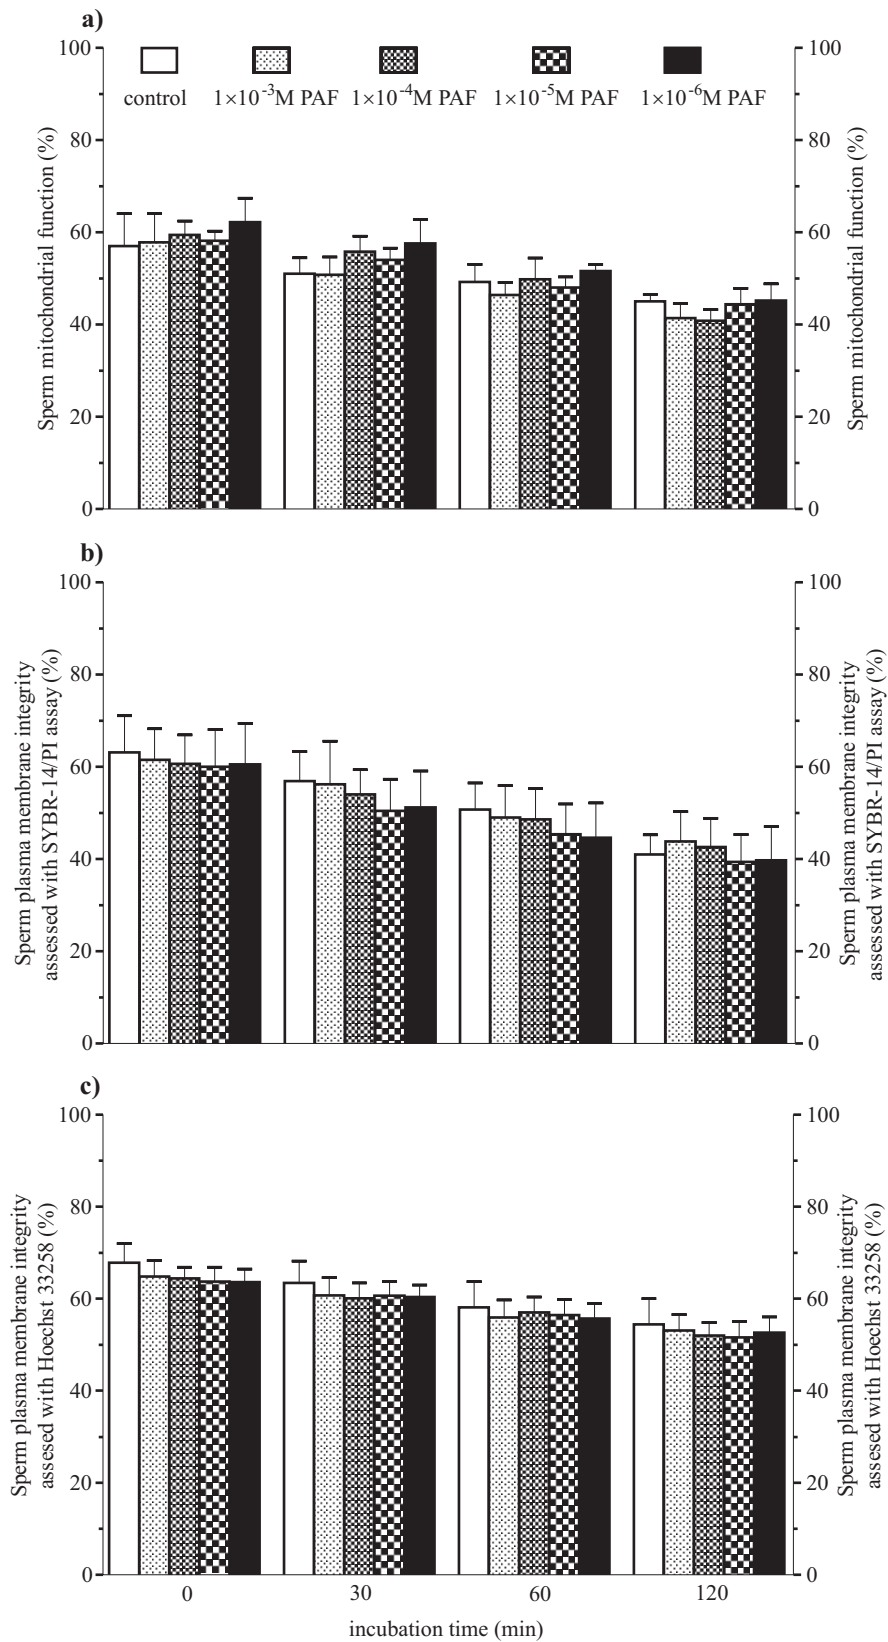 a)
100 100
control 1×10⁻³M PAF 1×10⁻⁴M PAF 1×10⁻⁵M PAF 1×10⁻⁶M PAF
80 80
60 60
40 40
20 20
0 0
Sperm mitochondrial function (%)
Sperm mitochondrial function (%)
b)
100 100
80 80
60 60
40 40
20 20
0 0
Sperm plasma membrane integrity
assessed with SYBR-14/PI assay (%)
Sperm plasma membrane integrity
assessed with SYBR-14/PI assay (%)
c)
100 100
80 80
60 60
40 40
20 20
0 0
Sperm plasma membrane integrity
assesed with Hoechst 33258 (%)
Sperm plasma membrane integrity
assesed with Hoechst 33258 (%)
0 30 60 120
incubation time (min)